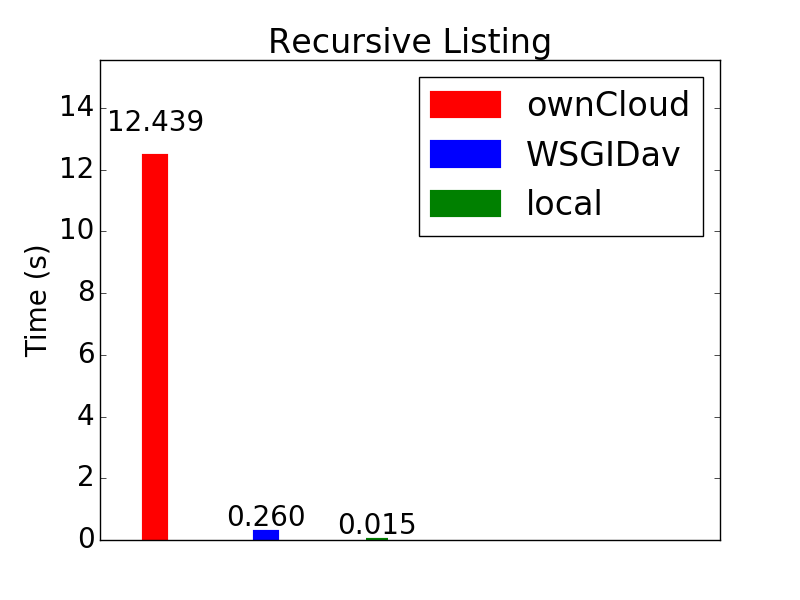 Recursive Listing
Time (s)
14
12
10
8
6
4
2
0
12.439
0.260
0.015
ownCloud
WSGIDav
local